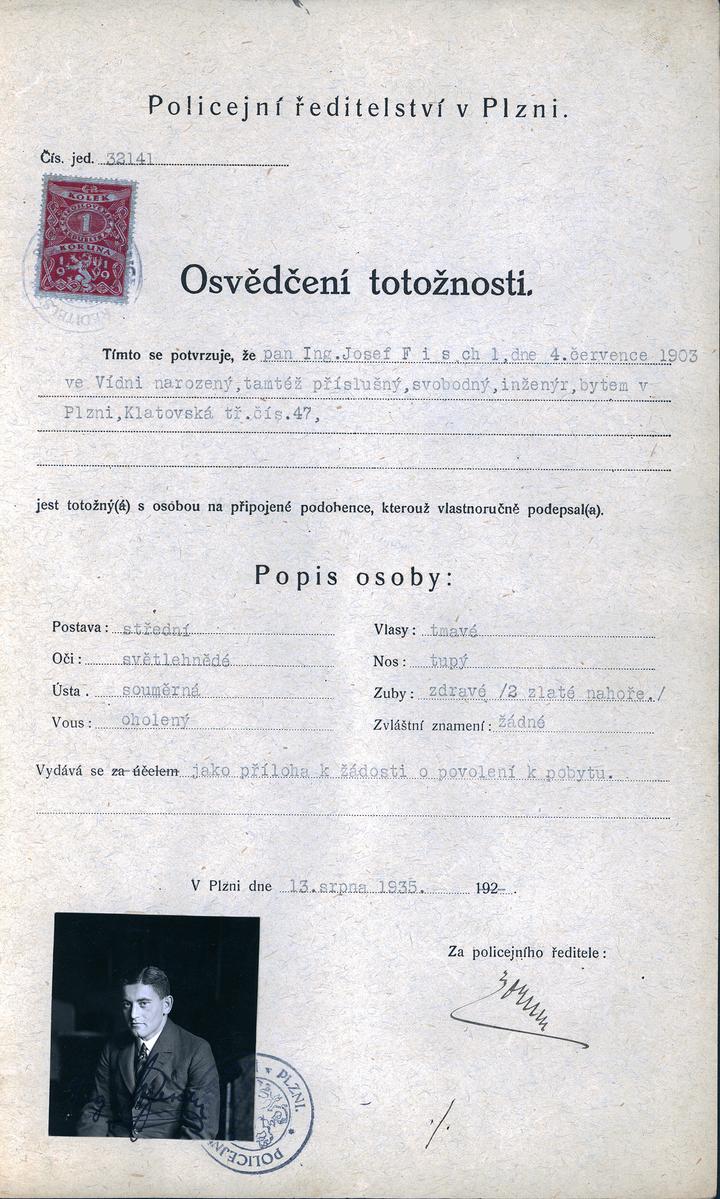 Policejní ředitelství v Plzni.
Čís. jed. 32141
KOLEK
1
KORUNA
1919
Osvědčení totožnosti.
Tímto se potvrzuje, že pan Ing.Josef F i s ch l,dne 4.července 1903
ve Vídni narozený,tamtéž příslušný,svobodný,inženýr,bytem v
Plzni,Klatovská tř.čís.47,
jest totožný(á) s osobou na připojené podobence, kterouž vlastnoručně podepsal(a).
Popis osoby:
Postava: střední
Vlasy: tmavé
Oči: světlehnědé
Nos: tupý
Ústa. souměrná
Zuby: zdravé /2 zlaté nahoře./
Vous: oholený
Zvláštní znamení: žádné
Vydává se za účelem jako příloha k žádosti o povolení k pobytu.
V Plzni dne 13.srpna 1935. 192
Za policejního ředitele:
PLZNI.